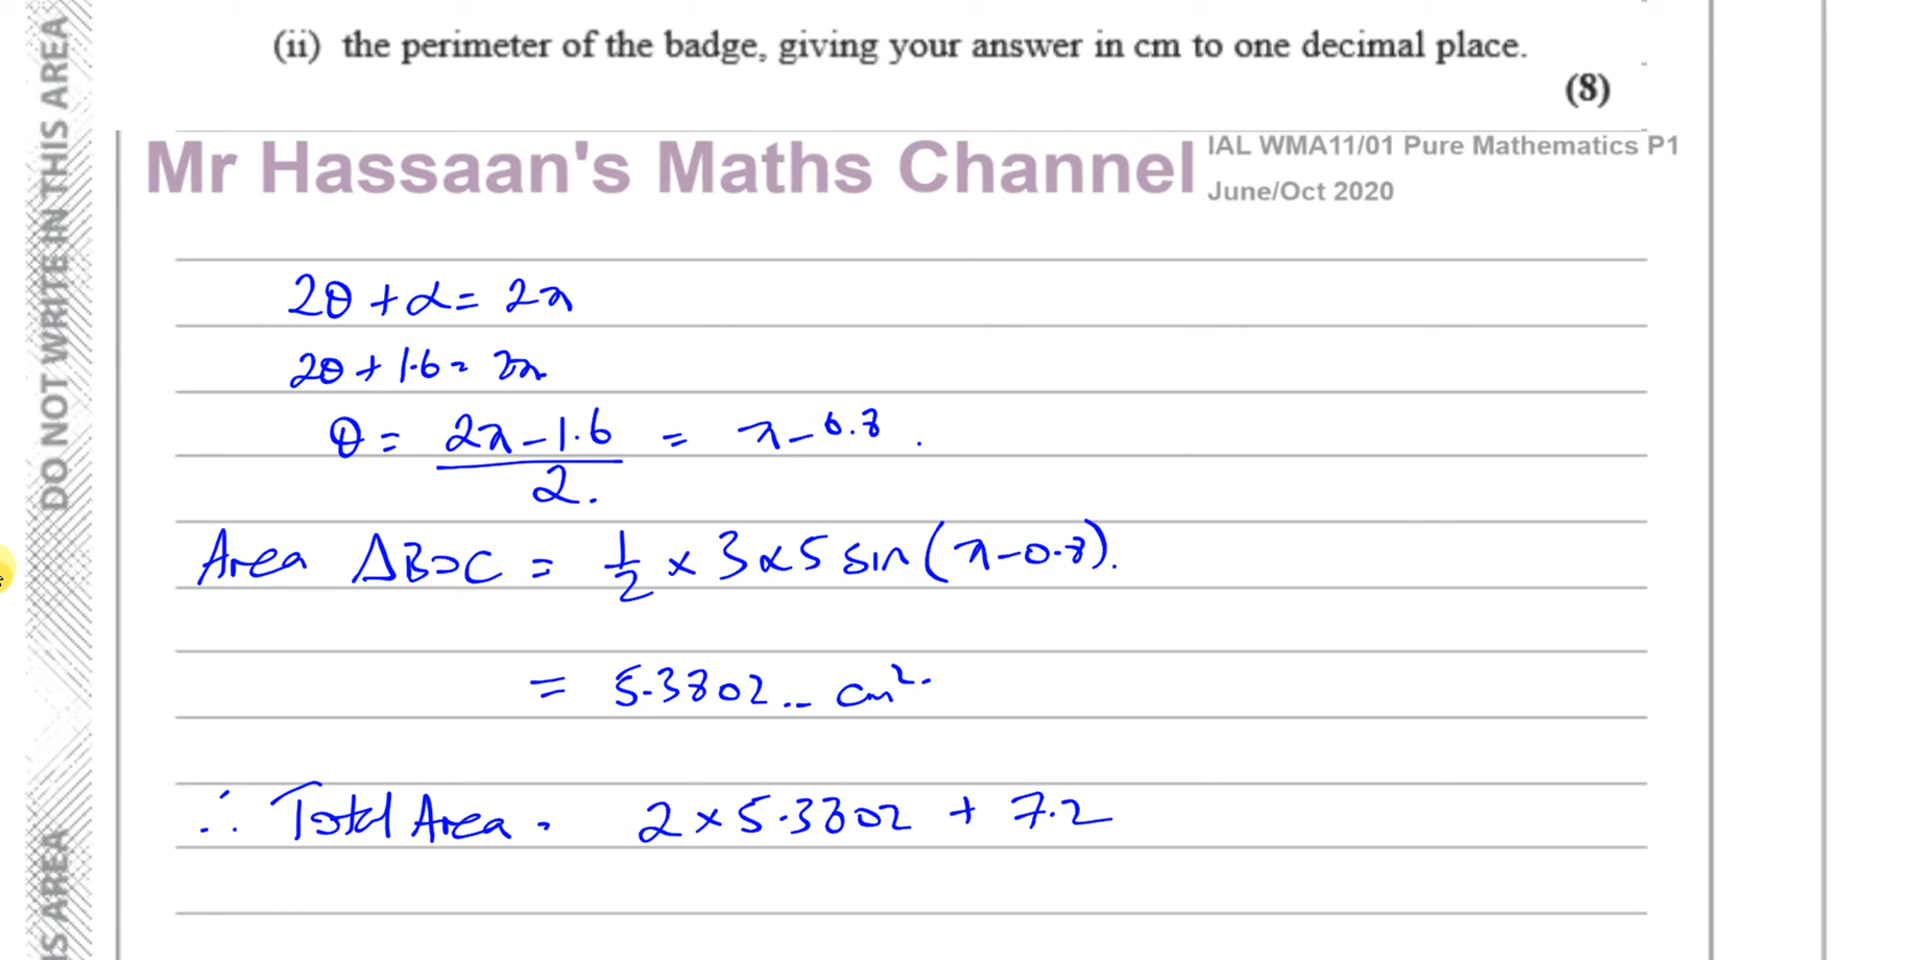 (ii) the perimeter of the badge, giving your answer in cm to one decimal place.
(8)
DO NOT WRITE IN THIS AREA
Mr Hassaan's Maths Channel
IAL WMA11/01 Pure Mathematics P1
June/Oct 2020
2θ + α = 2π
2θ + 1.6 = 2π
θ = (2π - 1.6)/2. = π - 0.8.
Area ΔBOC = 1/2 × 3 × 5 sin (π - 0.8).
= 5.3802.. cm².
∴ Total Area = 2 × 5.3802 + 7.2
IS AREA